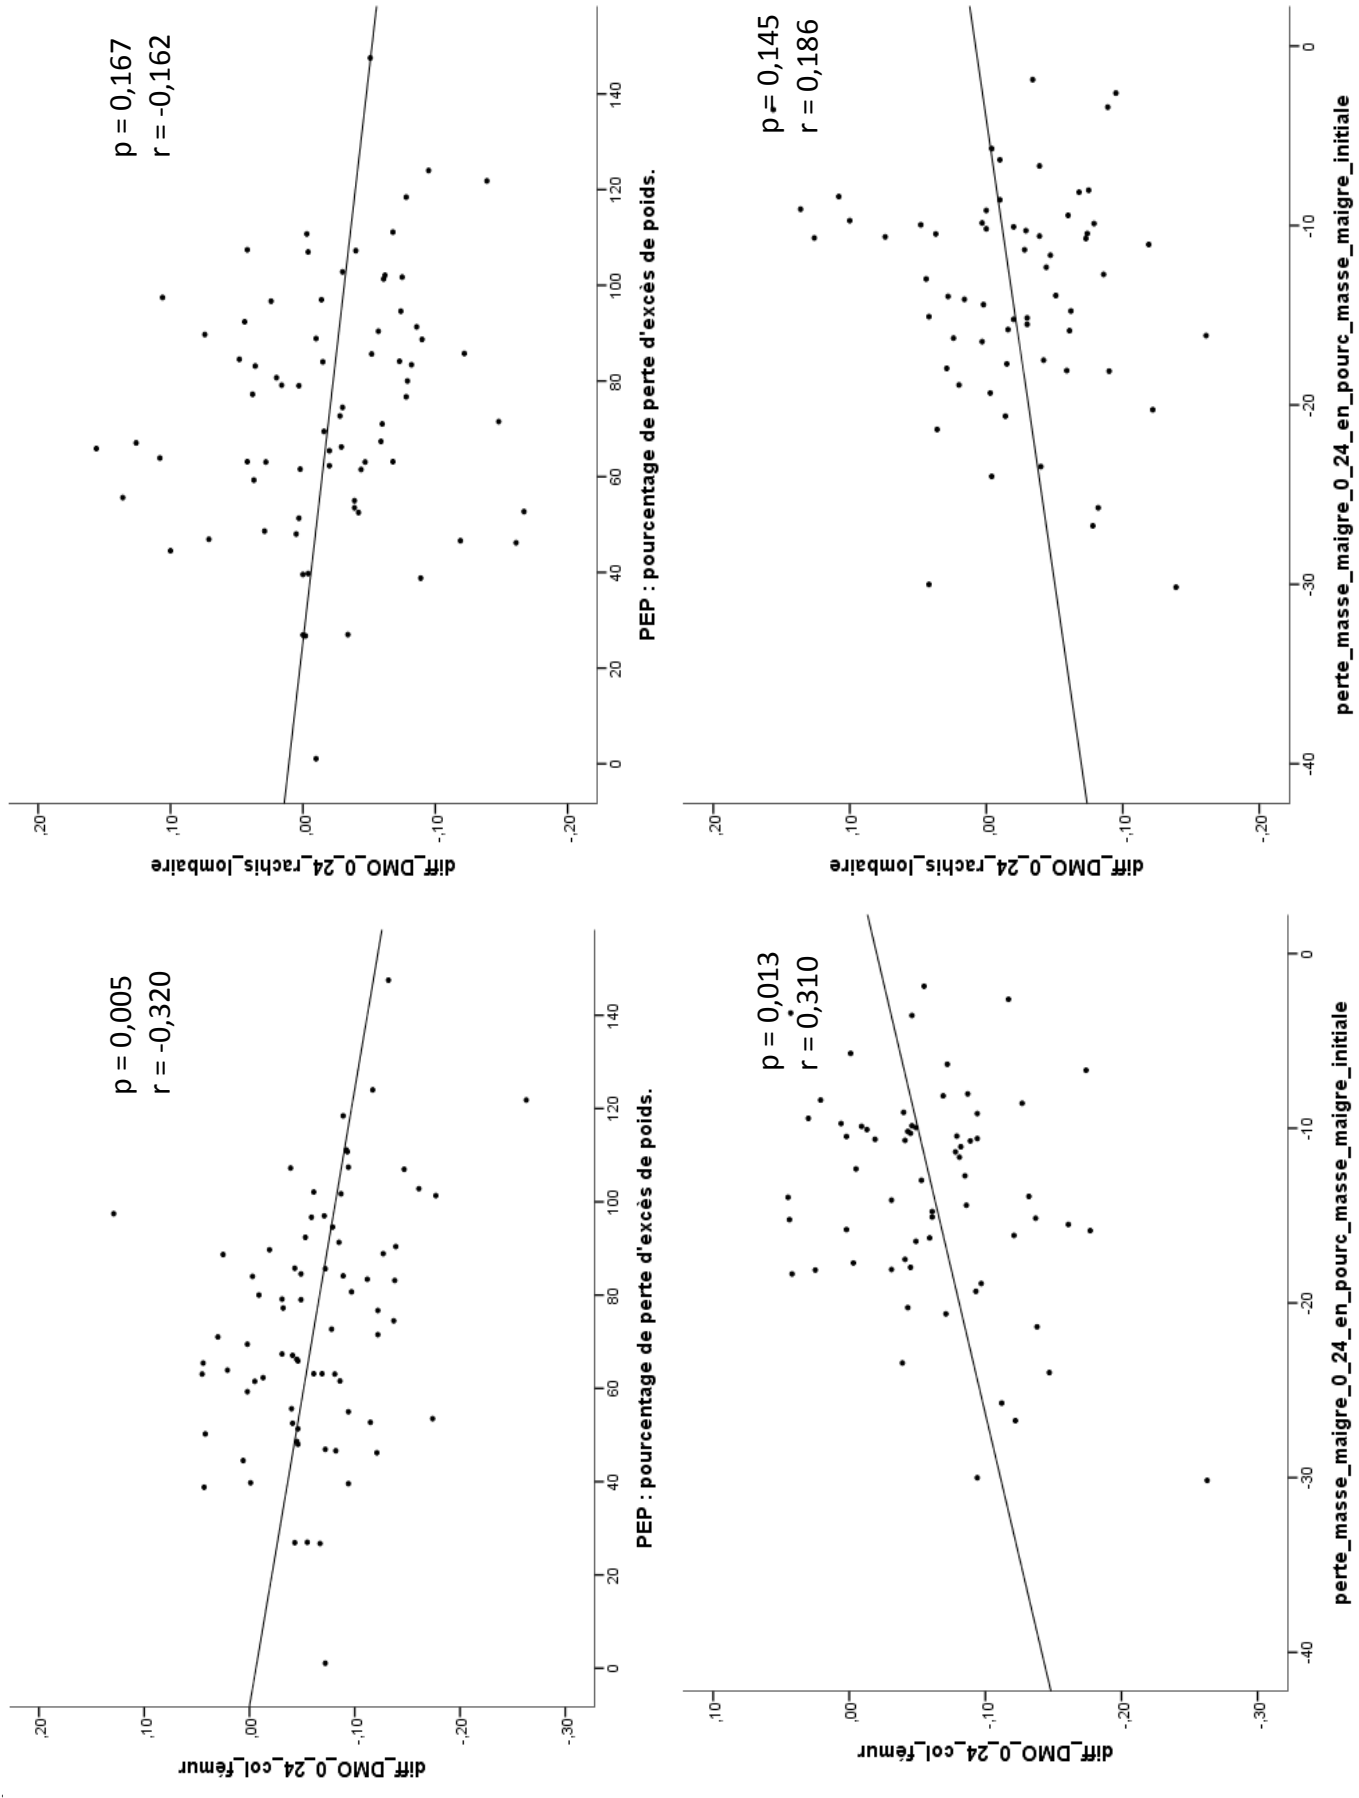 p = 0,005
r = -0,320
diff_DMO_0_24_col_fémur
,20
,10
,00
-,10
-,20
-,30
0 20 40 60 80 100 120 140
PEP : pourcentage de perte d'excès de poids.
p = 0,167
r = -0,162
diff_DMO_0_24_rachis_lombaire
,20
,10
,00
-,10
-,20
0 20 40 60 80 100 120 140
PEP : pourcentage de perte d'excès de poids.
p = 0,013
r = 0,310
diff_DMO_0_24_col_fémur
,10
,00
-,10
-,20
-,30
-40 -30 -20 -10 0
perte_masse_maigre_0_24_en_pourc_masse_maigre_initiale
p = 0,145
r = 0,186
diff_DMO_0_24_rachis_lombaire
,20
,10
,00
-,10
-,20
-40 -30 -20 -10 0
perte_masse_maigre_0_24_en_pourc_masse_maigre_initiale